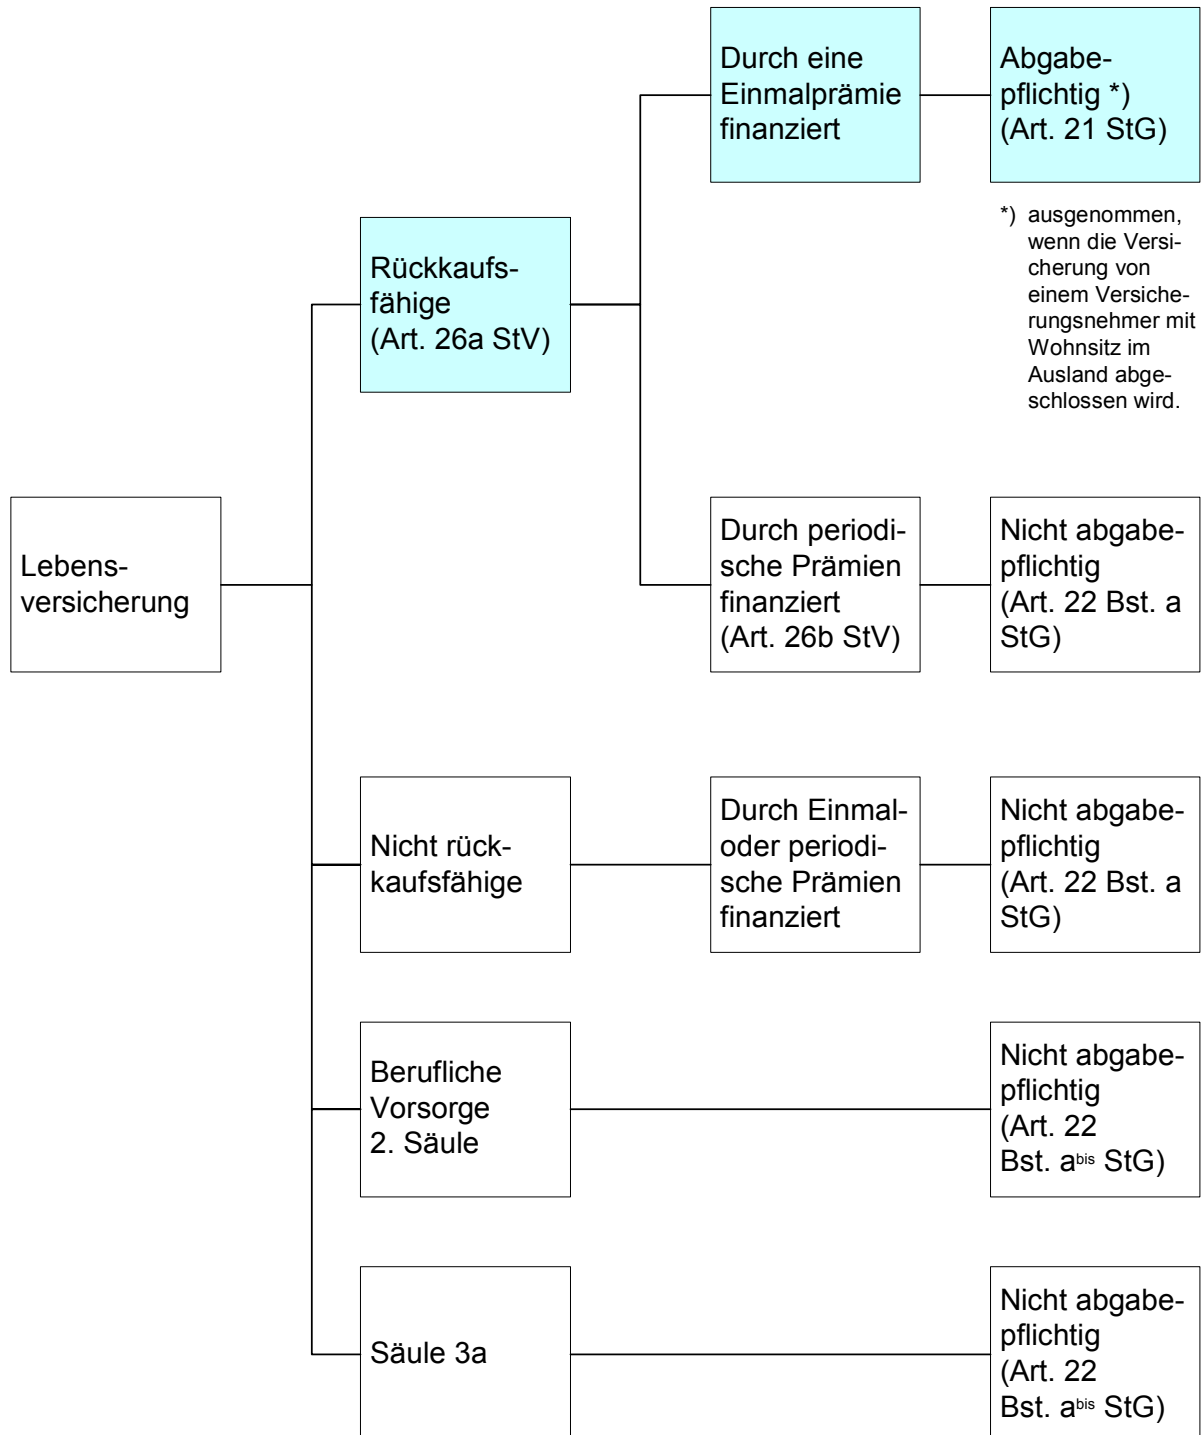 Durch eine
Einmalprämie
finanziert
Abgabe-
pflichtig *)
(Art. 21 StG)
*) ausgenommen,
wenn die Versi-
cherung von
einem Versiche-
rungsnehmer mit
Wohnsitz im
Ausland abge-
schlossen wird.
Rückkaufs-
fähige
(Art. 26a StV)
Lebens-
versicherung
Durch periodi-
sche Prämien
finanziert
(Art. 26b StV)
Nicht abgabe-
pflichtig
(Art. 22 Bst. a
StG)
Nicht rück-
kaufsfähige
Durch Einmal-
oder periodi-
sche Prämien
finanziert
Nicht abgabe-
pflichtig
(Art. 22 Bst. a
StG)
Berufliche
Vorsorge
2. Säule
Nicht abgabe-
pflichtig
(Art. 22
Bst. aᵇⁱˢ StG)
Säule 3a
Nicht abgabe-
pflichtig
(Art. 22
Bst. aᵇⁱˢ StG)